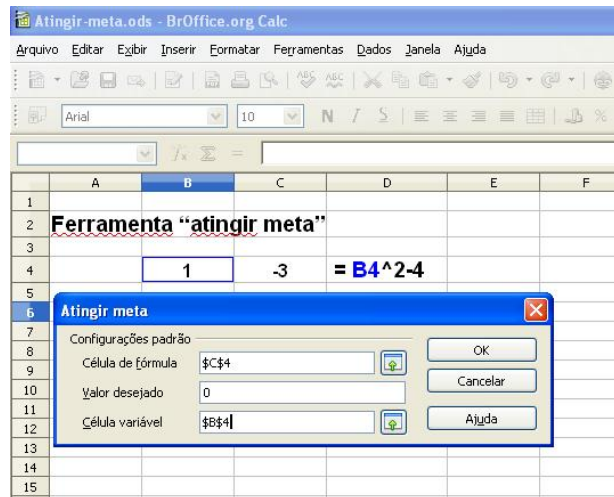 Atingir-meta.ods - BrOffice.org Calc
Arquivo Editar Exibir Inserir Formatar Ferramentas Dados Janela Ajuda
ABC ABC
Arial 10 N I S %
fx Σ =
A B C D E F
1
2 Ferramenta “atingir meta”
3
4 1 -3 = B4^2-4
5
6
7
8
9
10
11
12
13
14
15
Atingir meta
Configurações padrão
Célula de fórmula $C$4
Valor desejado 0
Célula variável $B$4
OK
Cancelar
Ajuda